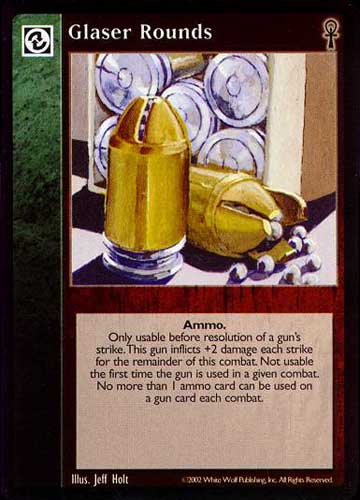 Glaser Rounds
Ammo.
Only usable before resolution of a gun's
strike. This gun inflicts +2 damage each strike
for the remainder of this combat. Not usable
the first time the gun is used in a given combat.
No more than 1 ammo card can be used on
a gun card each combat.
Illus. Jeff Holt ©2002 White Wolf Publishing, Inc. All Rights Reserved.